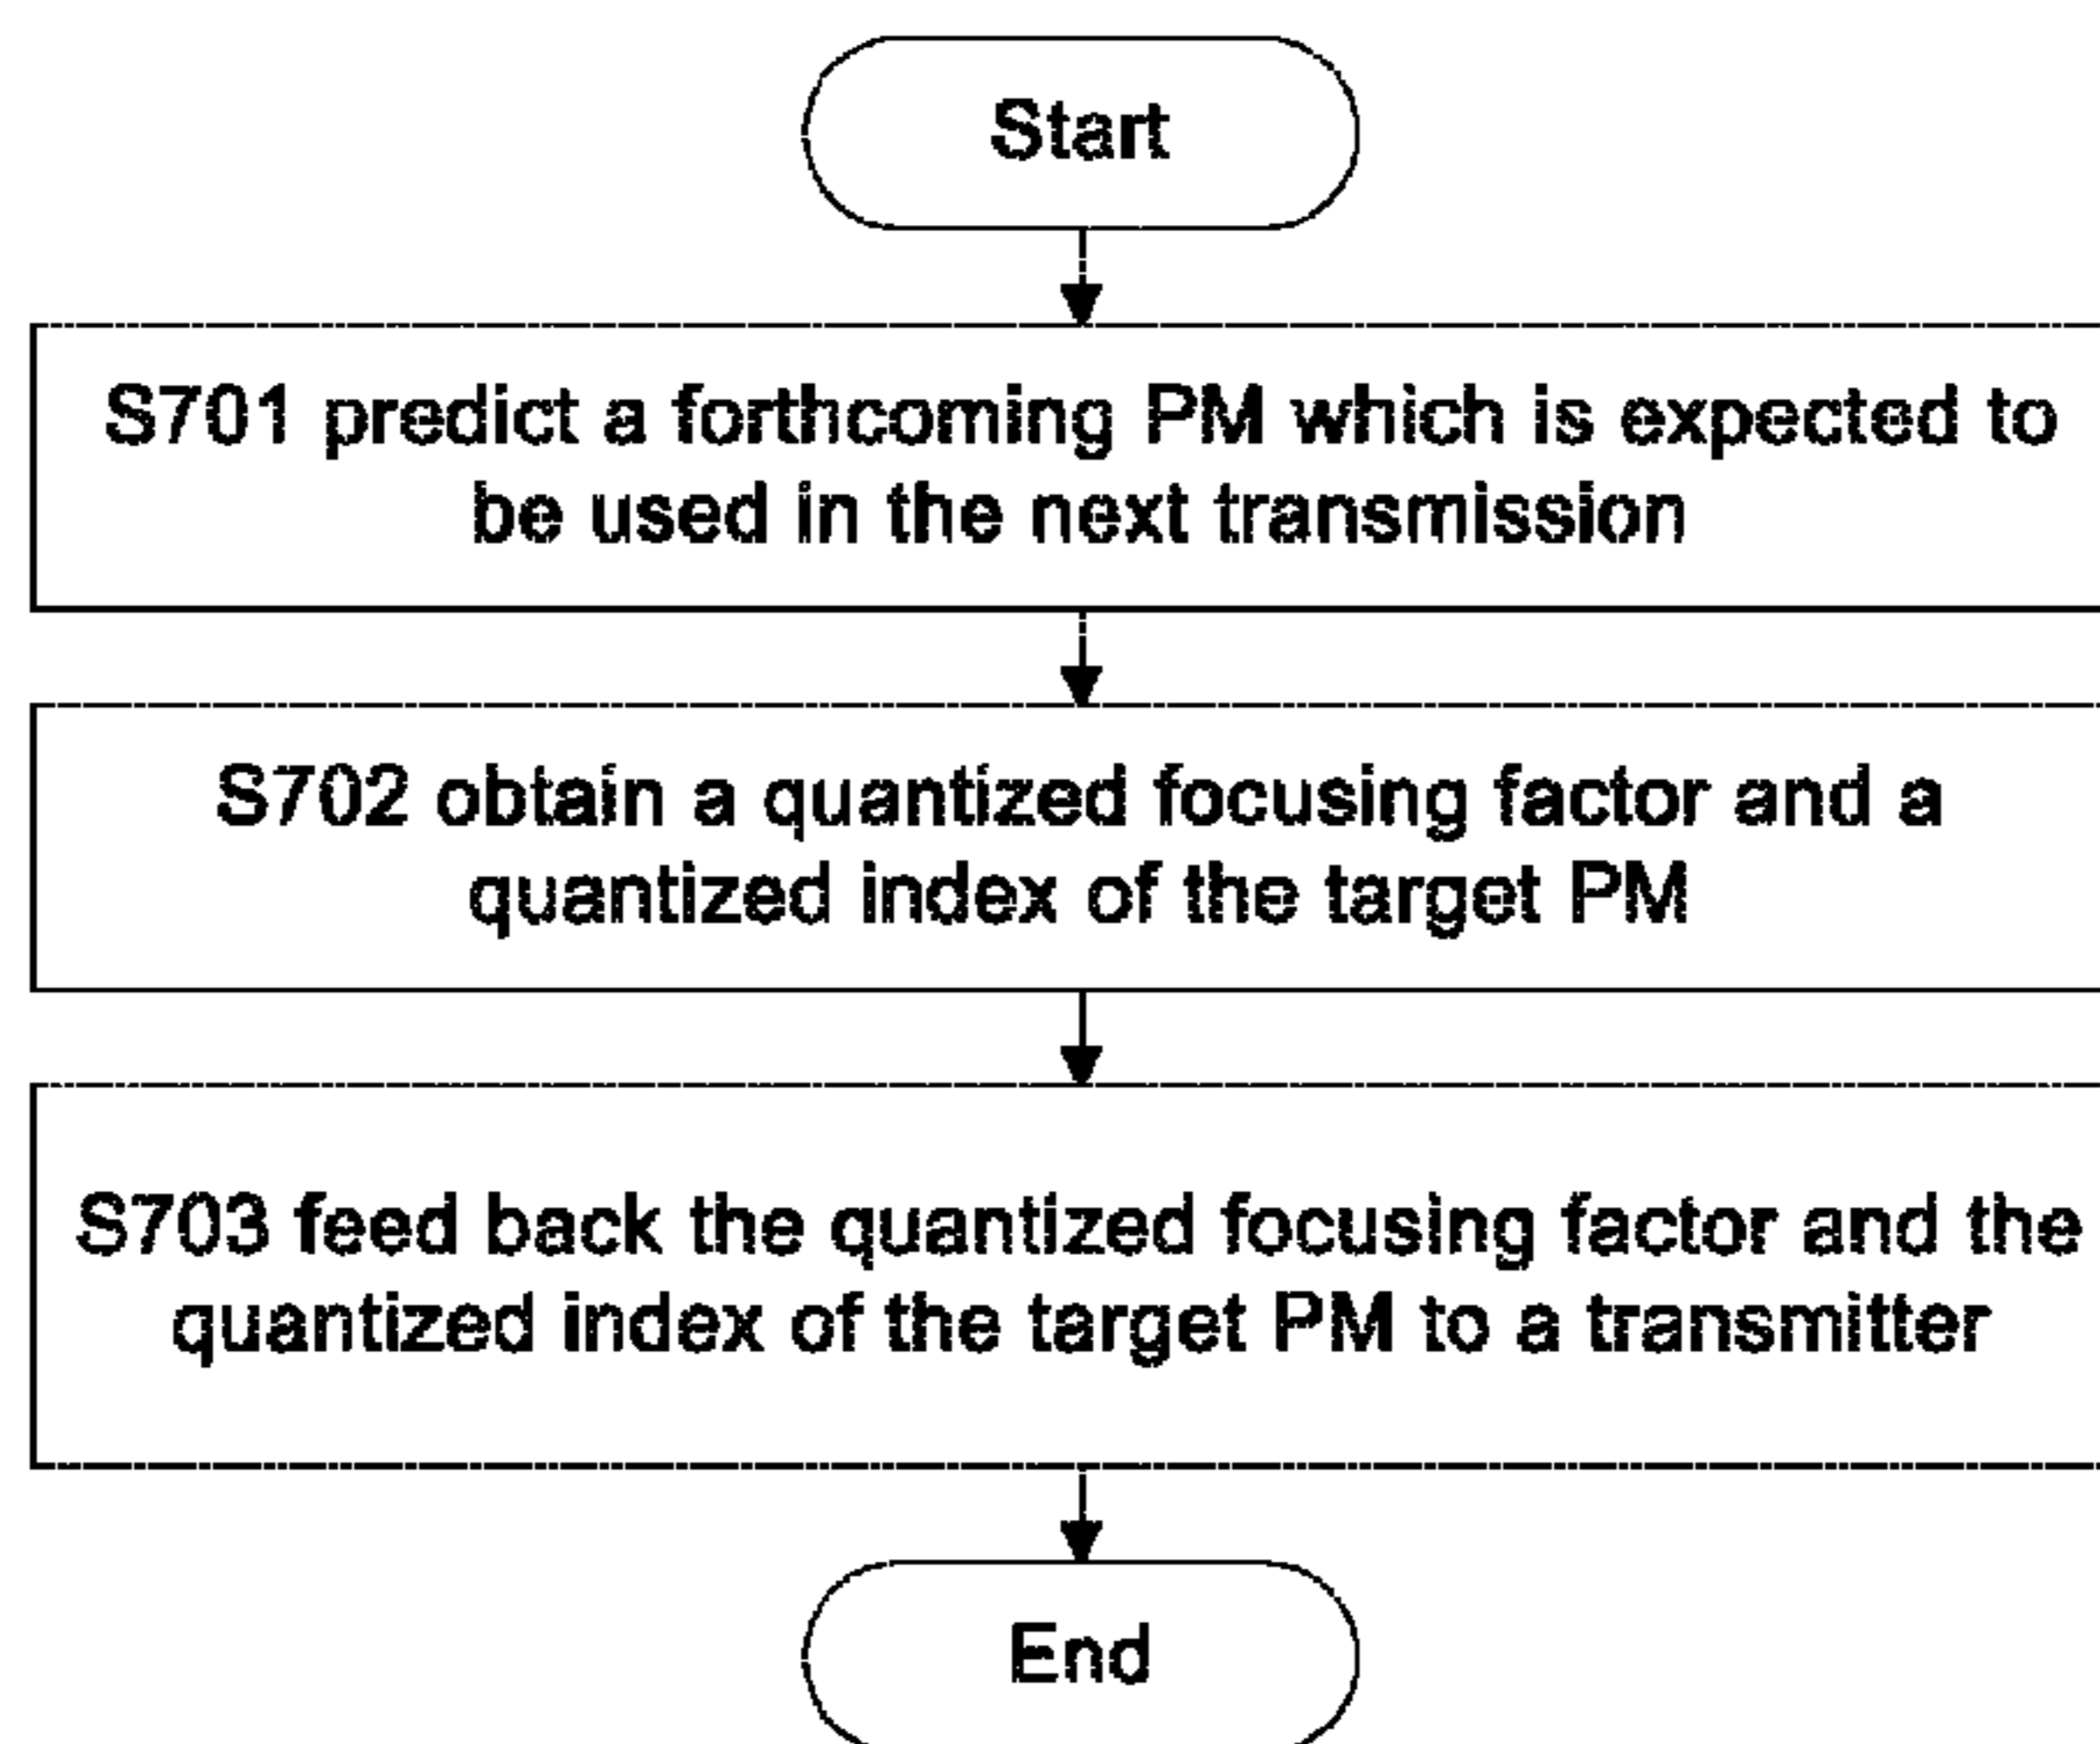 Start
S701 predict a forthcoming PM which is expected to
be used in the next transmission
S702 obtain a quantized focusing factor and a
quantized index of the target PM
S703 feed back the quantized focusing factor and the
quantized index of the target PM to a transmitter
End